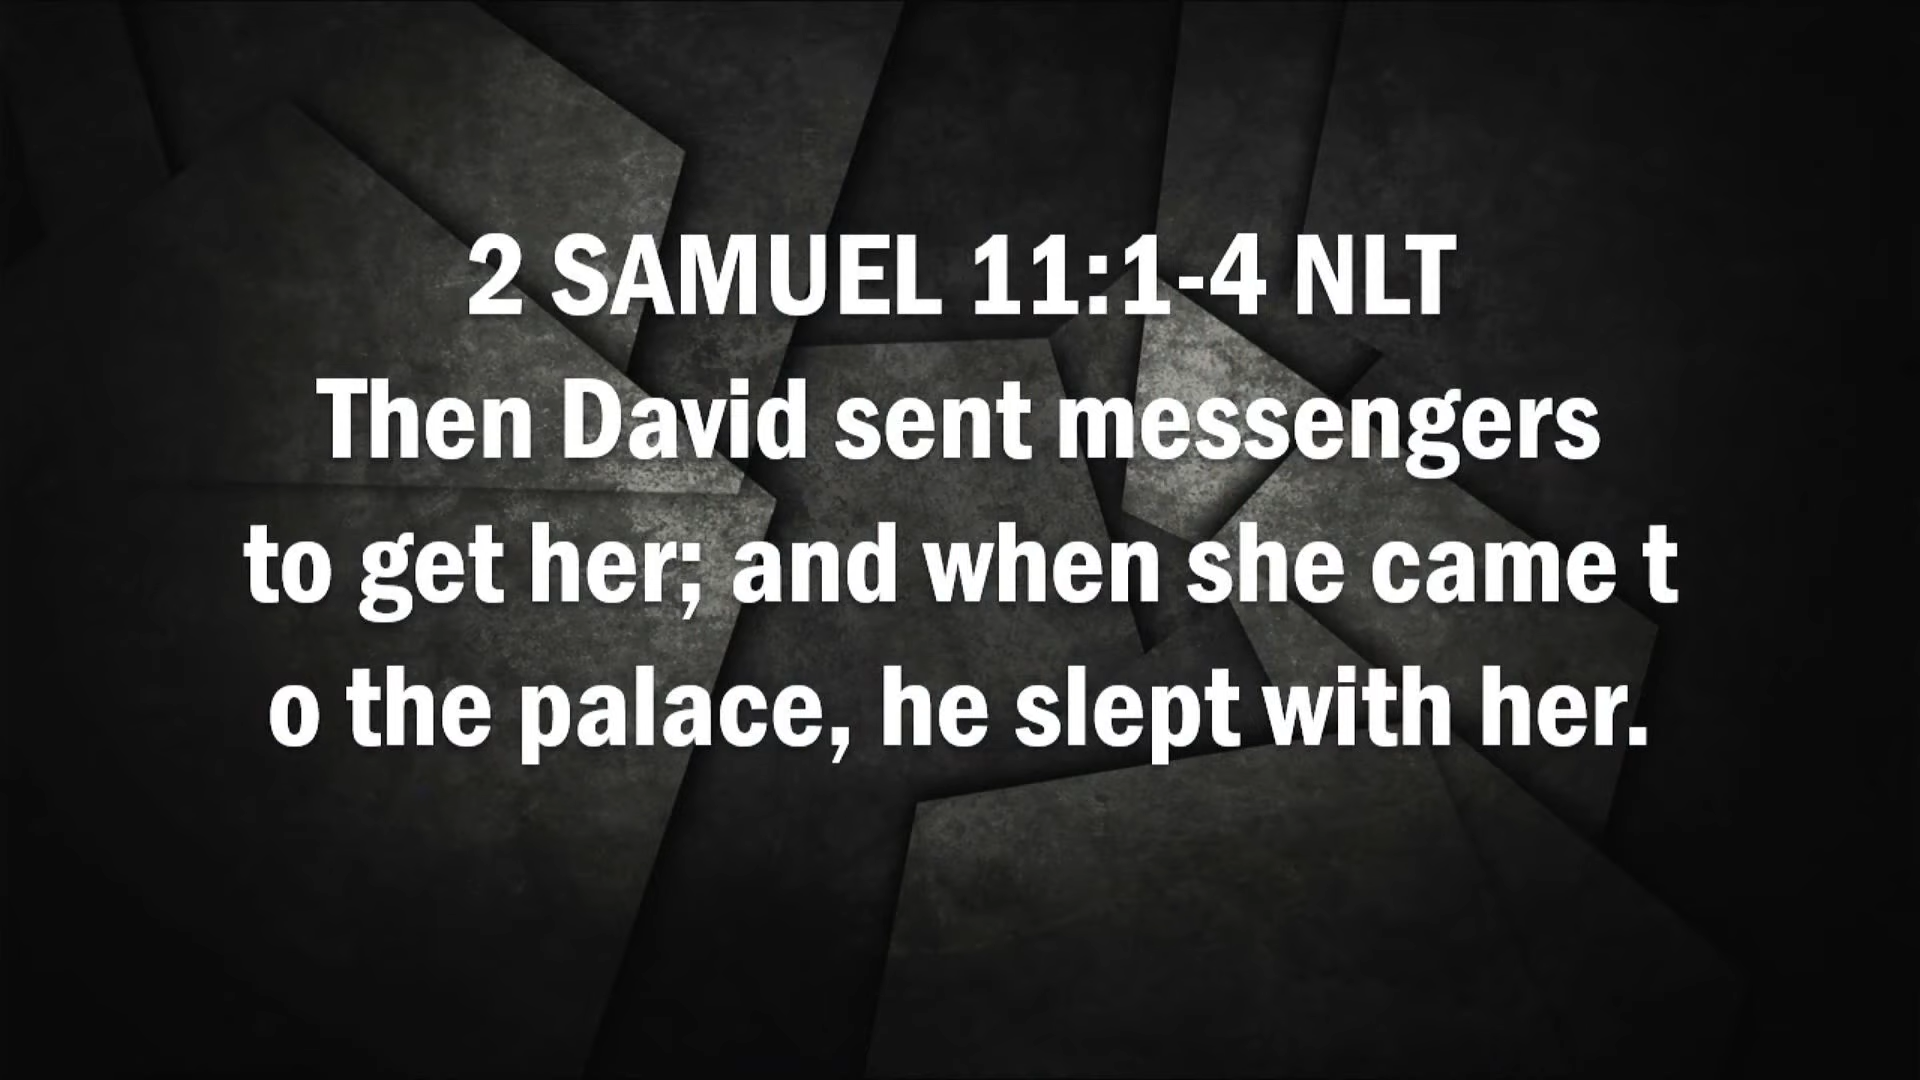 2 SAMUEL 11:1-4 NLT
Then David sent messengers
to get her; and when she came t
o the palace, he slept with her.